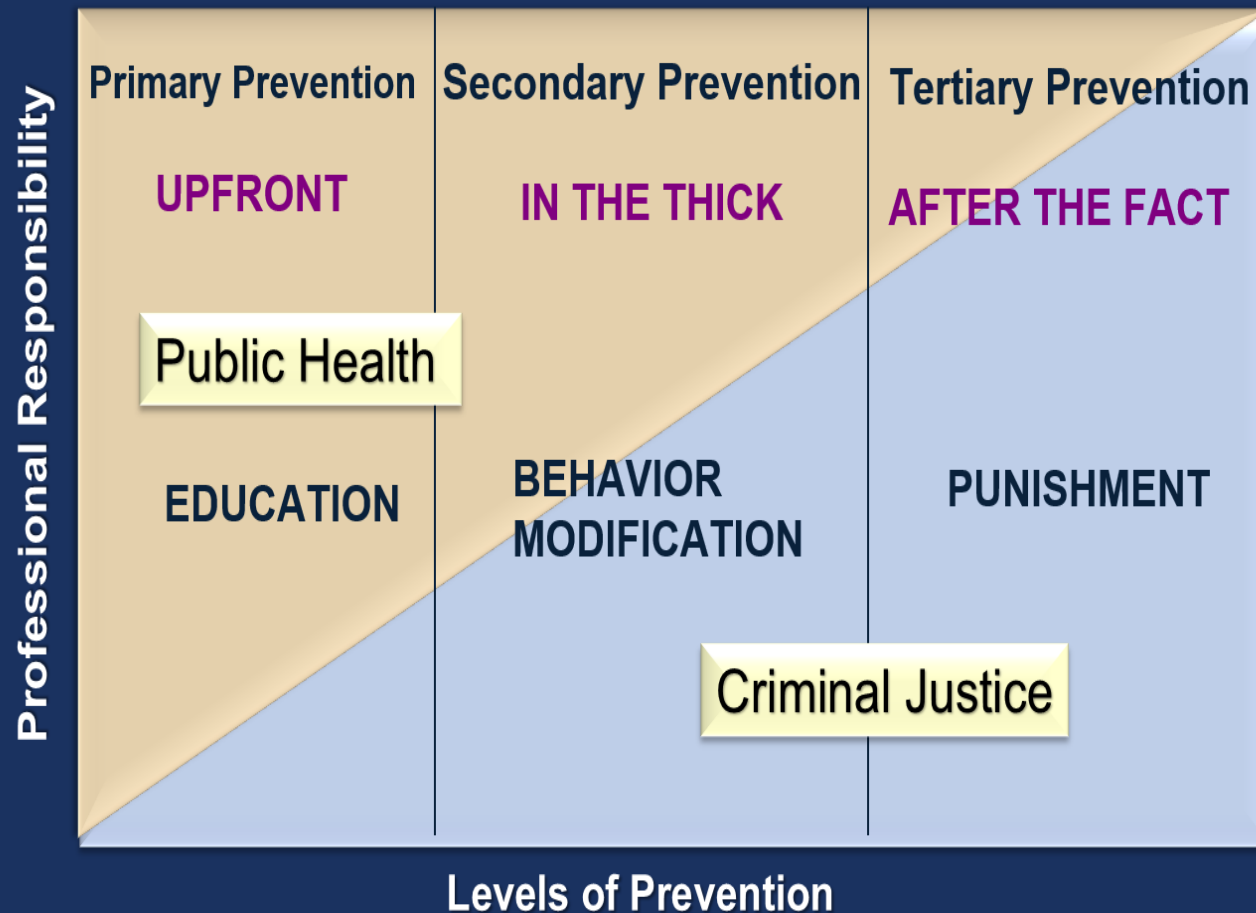 Professional Responsibility
Primary Prevention
Secondary Prevention
Tertiary Prevention
UPFRONT
IN THE THICK
AFTER THE FACT
Public Health
EDUCATION
BEHAVIOR
MODIFICATION
PUNISHMENT
Criminal Justice
Levels of Prevention